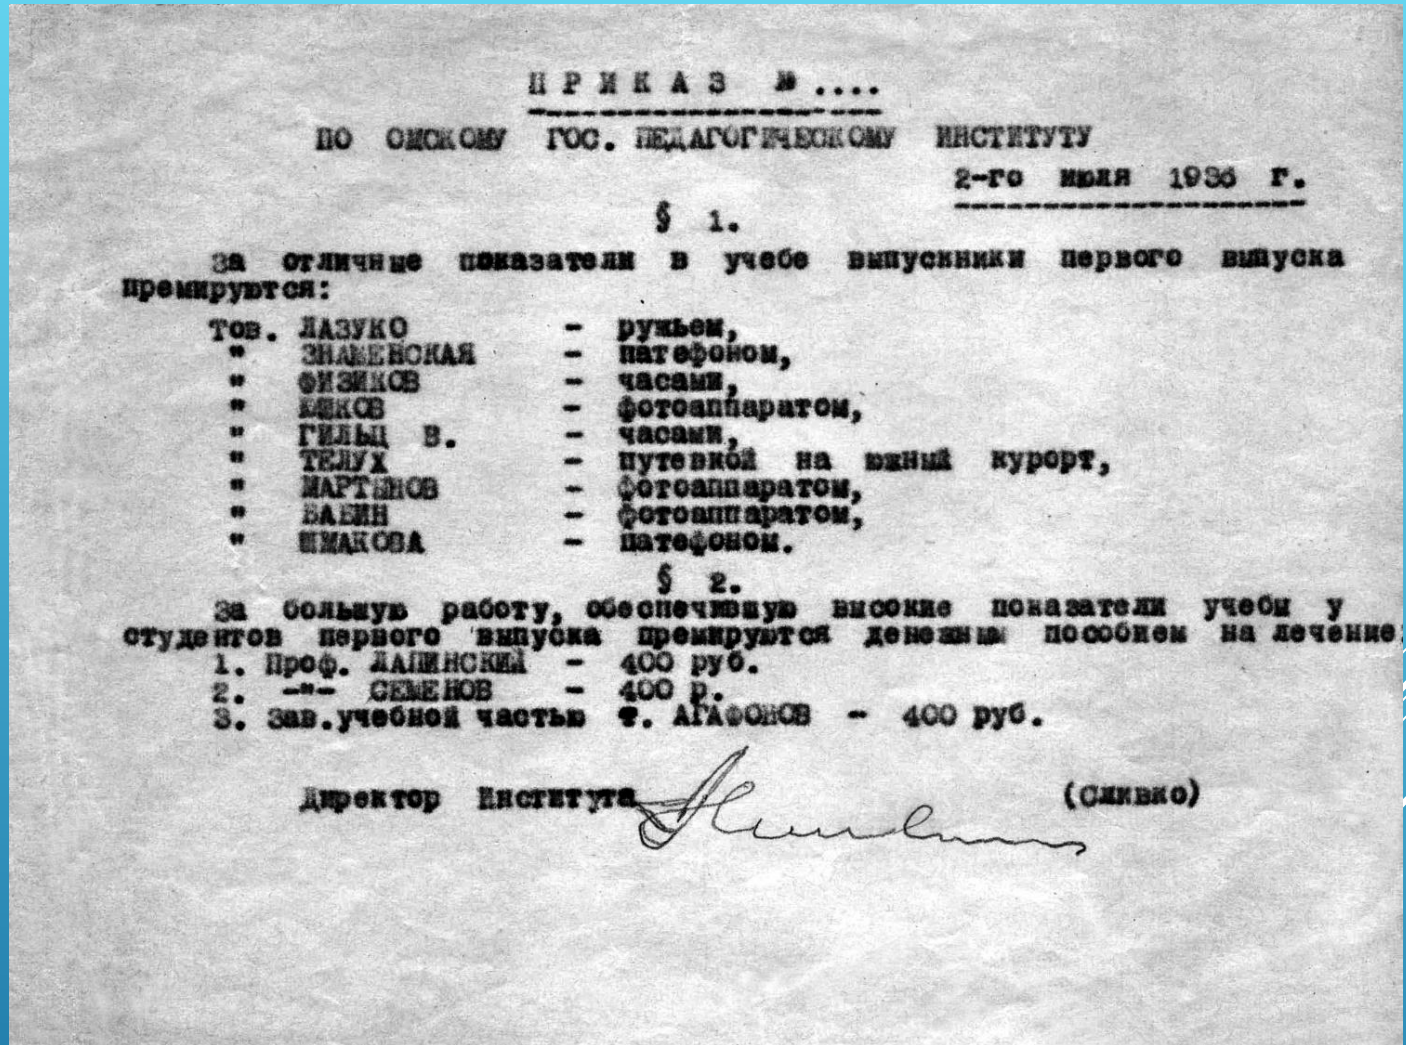 ПРИКАЗ № ....
ПО ОМСКОМУ ГОС. ПЕДАГОГИЧЕСКОМУ ИНСТИТУТУ
2-го июля 1936 г.
§ 1.
За отличные показатели в учебе выпускники первого выпуска
премируются:
Тов. ЛАЗУКО - ружьем,
" ЗНАМЕНСКАЯ - патефоном,
" ФИЗИКОВ - часами,
" ЮШКОВ - фотоаппаратом,
" ГИЛЬЦ В. - часами,
" ТЕЛУХ - путевкой на южный курорт,
" МАРТЫНОВ - фотоаппаратом,
" БАБИН - фотоаппаратом,
" ШМАКОВА - патефоном.
§ 2.
За большую работу, обеспечившую высокие показатели учебы у
студентов первого выпуска премируются денежным пособием на лечение:
1. Проф. ЛАПИНСКИЙ - 400 руб.
2. -"- СЕМЕНОВ - 400 р.
3. Зав.учебной частью т. АГАФОНОВ - 400 руб.
Директор Института (Сливко)